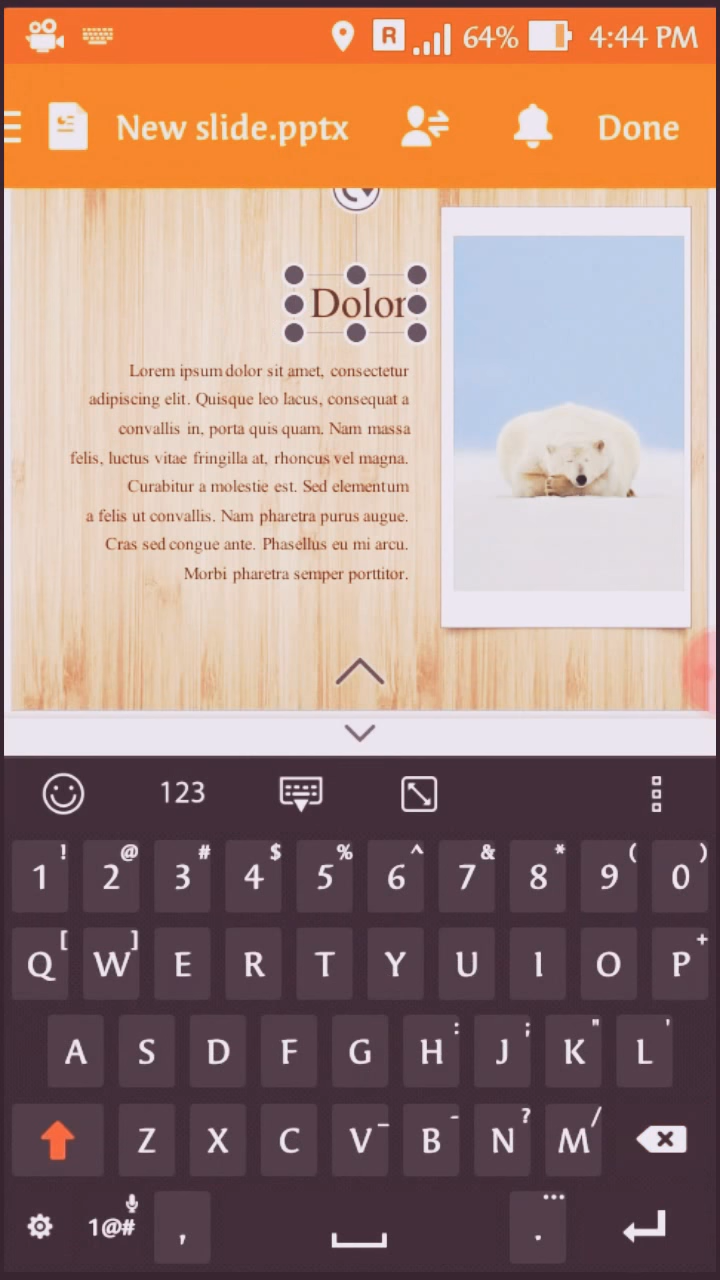 R 64% 4:44 PM
New slide.pptx Done
Dolor
Lorem ipsum dolor sit amet, consectetur
adipiscing elit. Quisque leo lacus, consequat a
convallis in, porta quis quam. Nam massa
felis, luctus vitae fringilla at, rhoncus vel magna.
Curabitur a molestie est. Sed elementum
a felis ut convallis. Nam pharetra purus augue.
Cras sed congue ante. Phasellus eu mi arcu.
Morbi pharetra semper porttitor.
123
! @ # $ % ^ & * ( )
1 2 3 4 5 6 7 8 9 0
[ ] +
Q W E R T Y U I O P
: ; " '
A S D F G H J K L
_ - ? /
Z X C V B N M
1@# , . ...